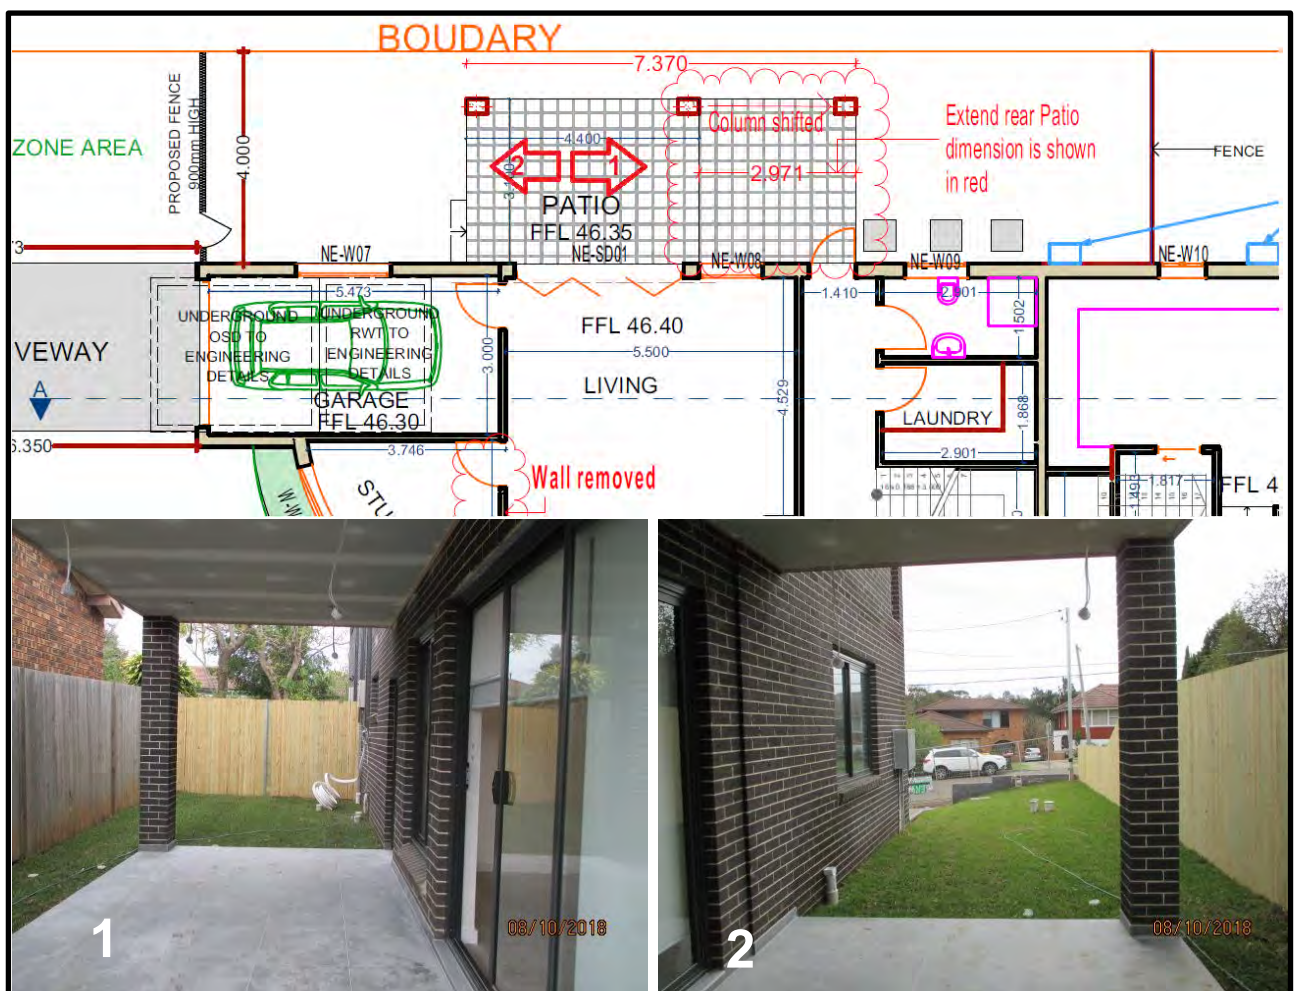 BOUDARY
7.370
PROPOSED FENCE
900mm HIGH
4.000
ZONE AREA
Column shifted
Extend rear Patio
dimension is shown
in red
FENCE
4.400
2
1
2.971
PATIO
FFL 46.35
NE-W07
NE-SD01
NE-W08
NE-W09
NE-W10
5.473
1.410
2.901
1.502
UNDERGROUND
OSD TO
ENGINEERING
DETAILS
UNDERGROUND
RWT TO
ENGINEERING
DETAILS
3.000
FFL 46.40
5.500
LIVING
4.529
VEWAY
A
GARAGE
FFL 46.30
LAUNDRY
1.868
6.350
3.746
2.901
Wall removed
STU
W-W
1.493
1.817
FFL 4
1
08/10/2018
2
08/10/2018